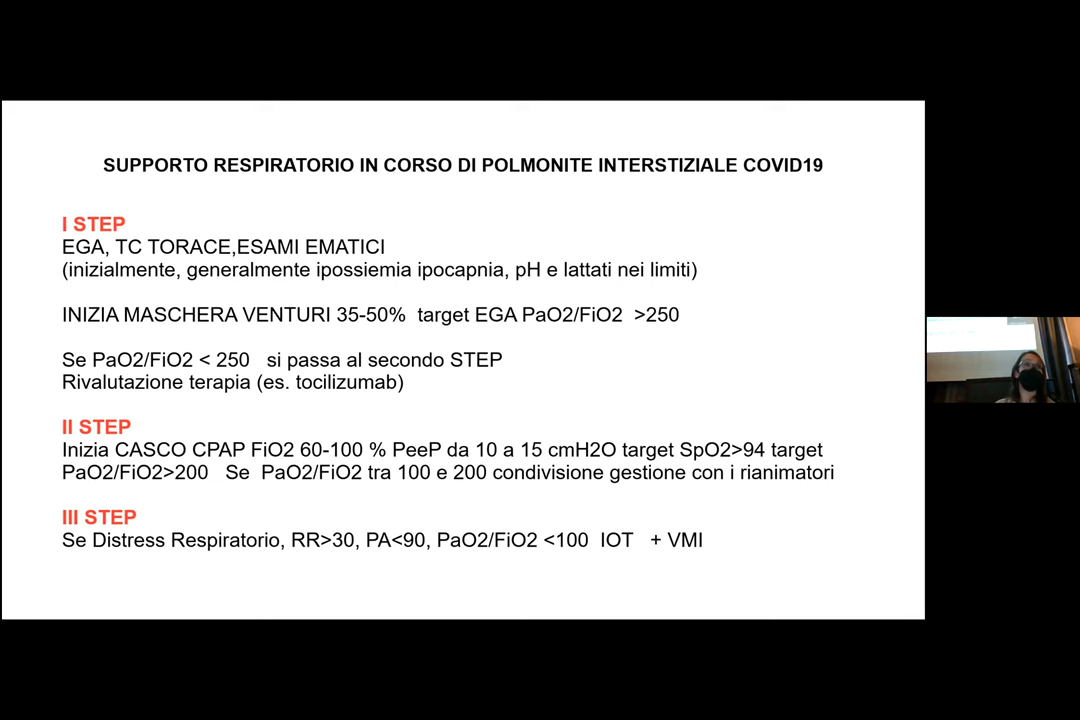 SUPPORTO RESPIRATORIO IN CORSO DI POLMONITE INTERSTIZIALE COVID19
I STEP
EGA, TC TORACE,ESAMI EMATICI
(inizialmente, generalmente ipossiemia ipocapnia, pH e lattati nei limiti)
INIZIA MASCHERA VENTURI 35-50% target EGA PaO2/FiO2 >250
Se PaO2/FiO2 < 250 si passa al secondo STEP
Rivalutazione terapia (es. tocilizumab)
II STEP
Inizia CASCO CPAP FiO2 60-100 % PeeP da 10 a 15 cmH2O target SpO2>94 target
PaO2/FiO2>200 Se PaO2/FiO2 tra 100 e 200 condivisione gestione con i rianimatori
III STEP
Se Distress Respiratorio, RR>30, PA<90, PaO2/FiO2 <100 IOT + VMI